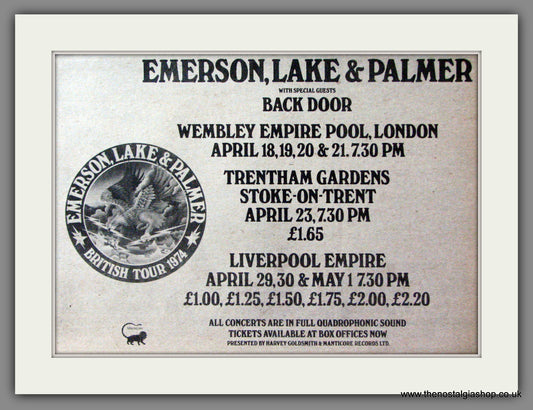 EMERSON, LAKE & PALMER
WITH SPECIAL GUESTS
BACK DOOR
WEMBLEY EMPIRE POOL, LONDON
APRIL 18, 19, 20 & 21. 7.30 PM
TRENTHAM GARDENS
STOKE-ON-TRENT
APRIL 23, 7.30 PM
£1.65
LIVERPOOL EMPIRE
APRIL 29, 30 & MAY 1 7.30 PM
£1.00, £1.25, £1.50, £1.75, £2.00, £2.20
ALL CONCERTS ARE IN FULL QUADROPHONIC SOUND
TICKETS AVAILABLE AT BOX OFFICES NOW
PRESENTED BY HARVEY GOLDSMITH & MANTICORE RECORDS LTD.
EMERSON, LAKE & PALMER
BRITISH TOUR 1974
www.thenostalgiashop.co.uk